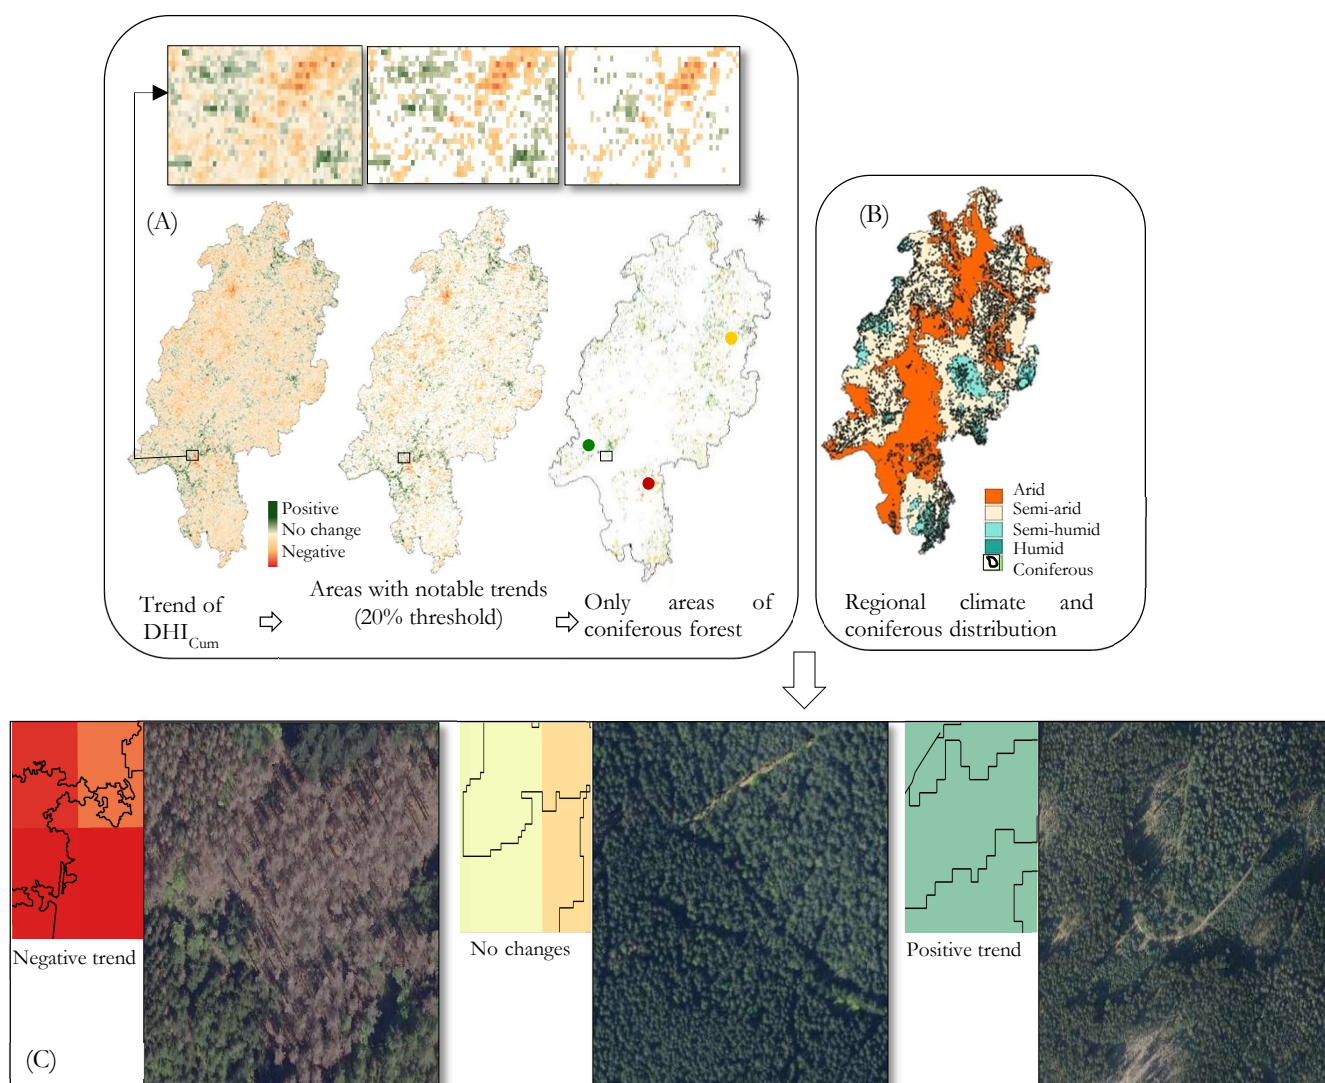 (A)
Positive
No change
Negative
Trend of
DHI_Cum
Areas with notable trends
(20% threshold)
Only areas of
coniferous forest
(B)
Arid
Semi-arid
Semi-humid
Humid
Coniferous
Regional climate and
coniferous distribution
Negative trend
No changes
Positive trend
(C)